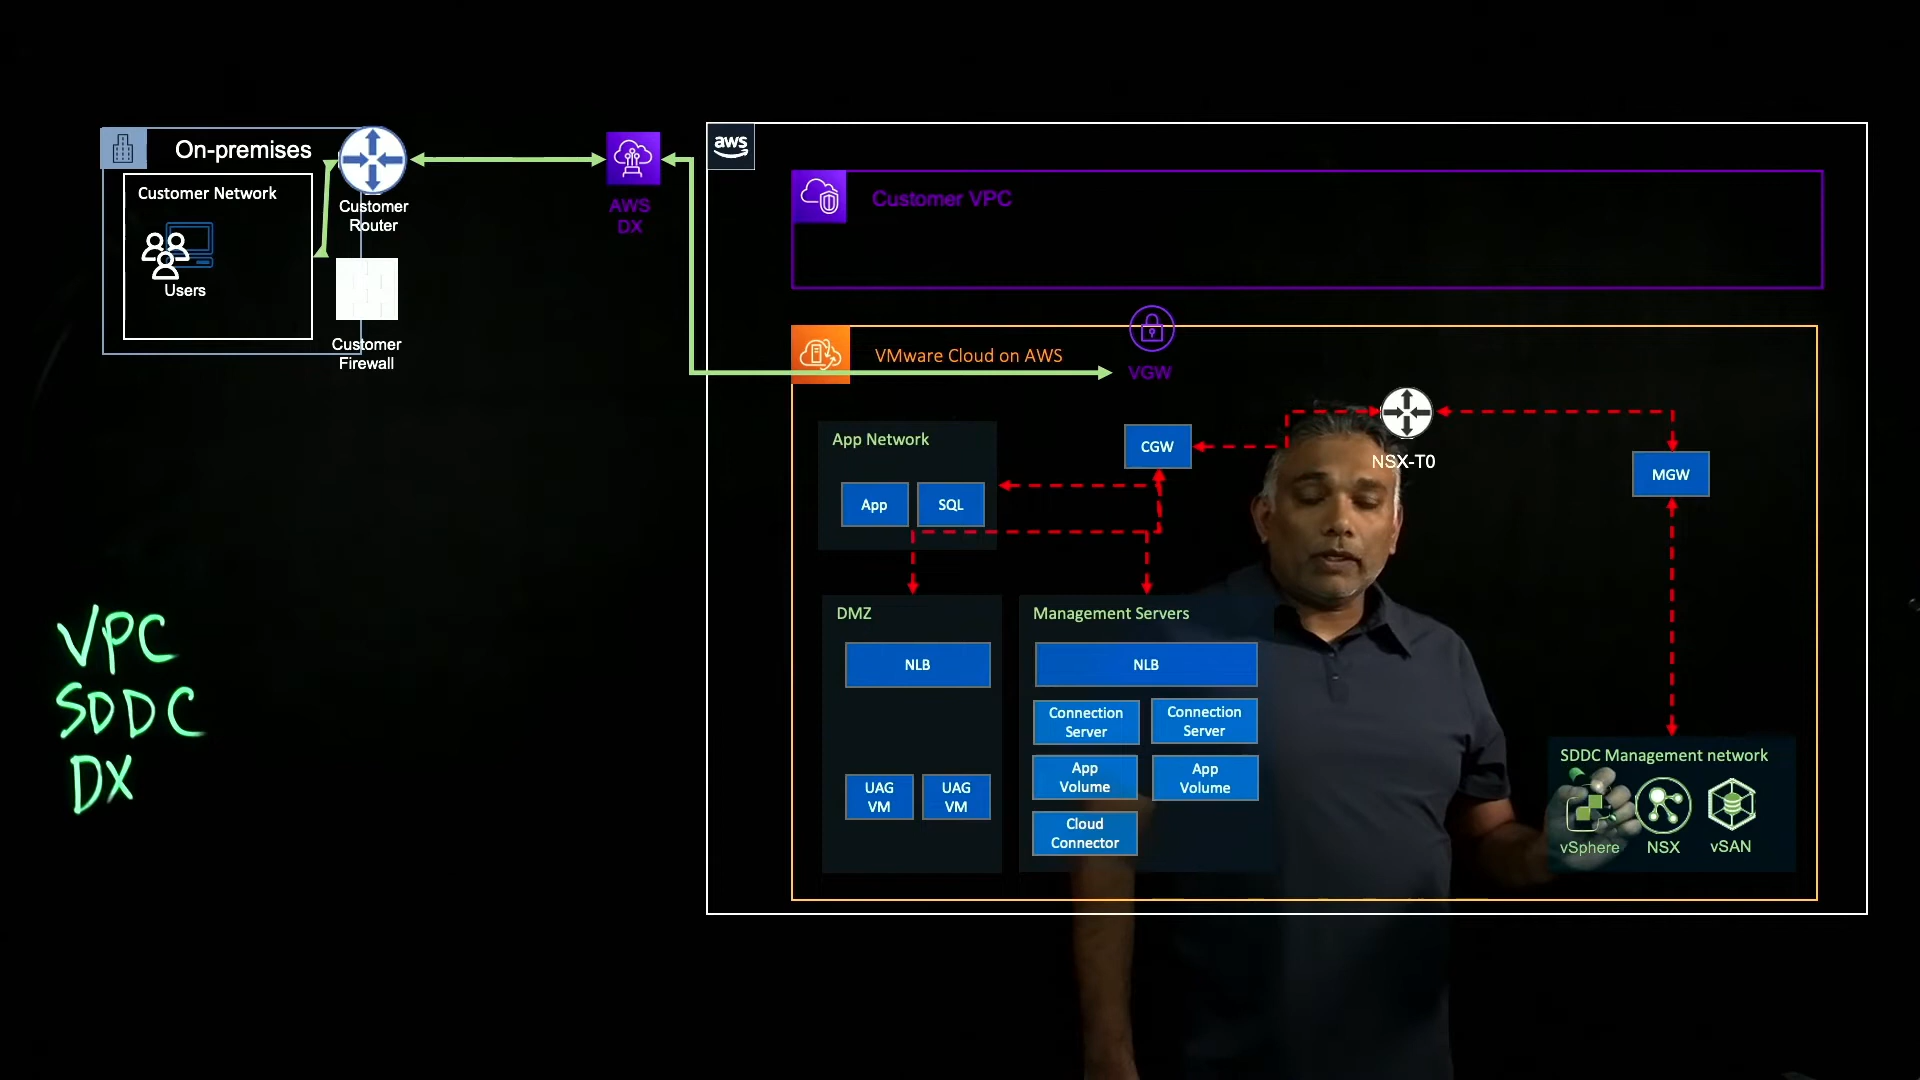 On-premises
Customer Network
Users
Customer
Router
Customer
Firewall
AWS
DX
aws
Customer VPC
VMware Cloud on AWS
VGW
App Network
App
SQL
CGW
NSX-T0
MGW
DMZ
NLB
UAG
VM
UAG
VM
Management Servers
NLB
Connection
Server
Connection
Server
App
Volume
App
Volume
Cloud
Connector
SDDC Management network
vSphere
NSX
vSAN
VPC
SDDC
DX